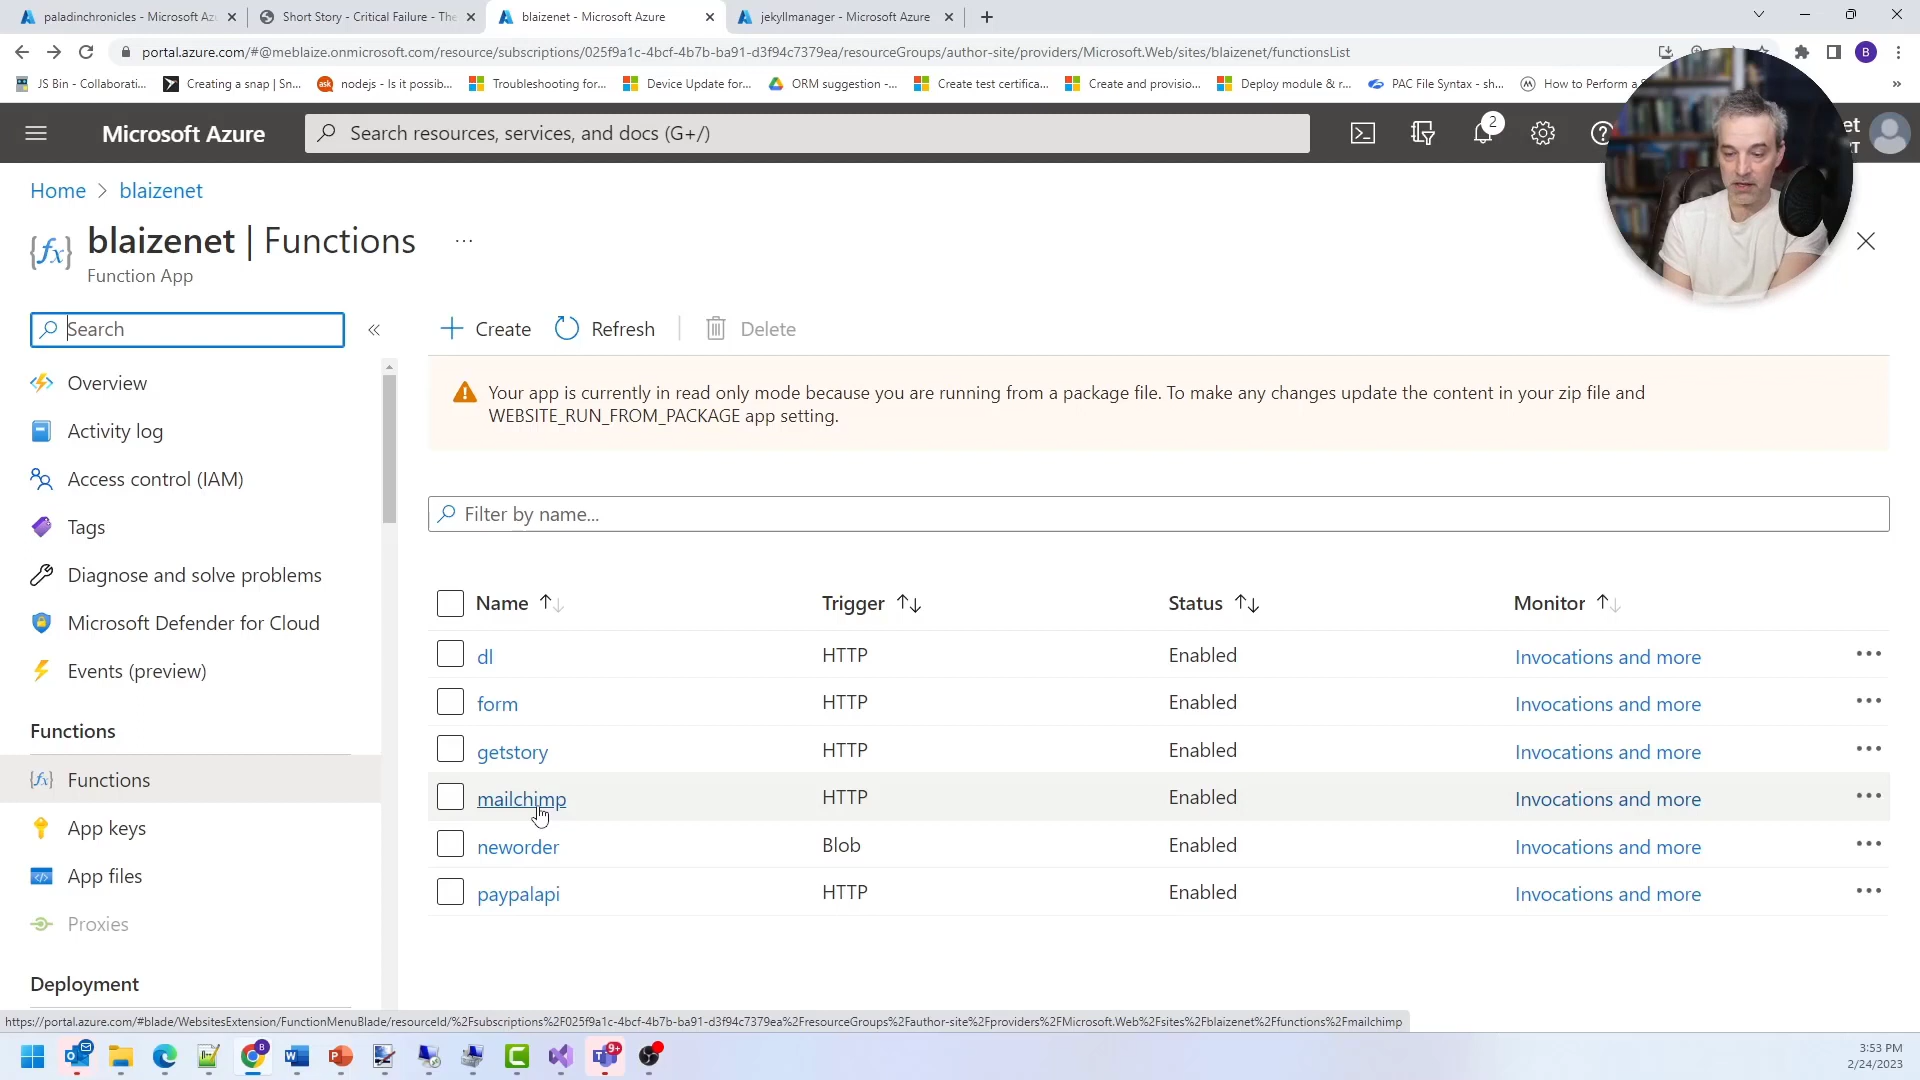 paladinchronicles - Microsoft Az
Short Story - Critical Failure - The
blaizenet - Microsoft Azure
jekyllmanager - Microsoft Azure
portal.azure.com/#@meblaize.onmicrosoft.com/resource/subscriptions/025f9a1c-4bcf-4b7b-ba91-d3f94c7379ea/resourceGroups/author-site/providers/Microsoft.Web/sites/blaizenet/functionsList
B
JS Bin - Collaborati...
Creating a snap | Sn...
ask
nodejs - Is it possib...
Troubleshooting for...
Device Update for...
ORM suggestion -...
Create test certifica...
Create and provisio...
Deploy module & r...
PAC File Syntax - sh...
How to Perform a
»
Microsoft Azure
Search resources, services, and docs (G+/)
2
et
Home > blaizenet
blaizenet | Functions
...
Function App
Search
«
Create
Refresh
Delete
Overview
Activity log
Access control (IAM)
Tags
Diagnose and solve problems
Microsoft Defender for Cloud
Events (preview)
Functions
Functions
App keys
App files
Proxies
Deployment
Your app is currently in read only mode because you are running from a package file. To make any changes update the content in your zip file and
WEBSITE_RUN_FROM_PACKAGE app setting.
Filter by name...
Name Trigger Status Monitor
dl HTTP Enabled Invocations and more
form HTTP Enabled Invocations and more
getstory HTTP Enabled Invocations and more
mailchimp HTTP Enabled Invocations and more
neworder Blob Enabled Invocations and more
paypalapi HTTP Enabled Invocations and more
https://portal.azure.com/#blade/WebsitesExtension/FunctionMenuBlade/resourceId/%2Fsubscriptions%2F025f9a1c-4bcf-4b7b-ba91-d3f94c7379ea%2FresourceGroups%2Fauthor-site%2Fproviders%2FMicrosoft.Web%2Fsites%2Fblaizenet%2Ffunctions%2Fmailchimp
9+
3:53 PM
2/24/2023